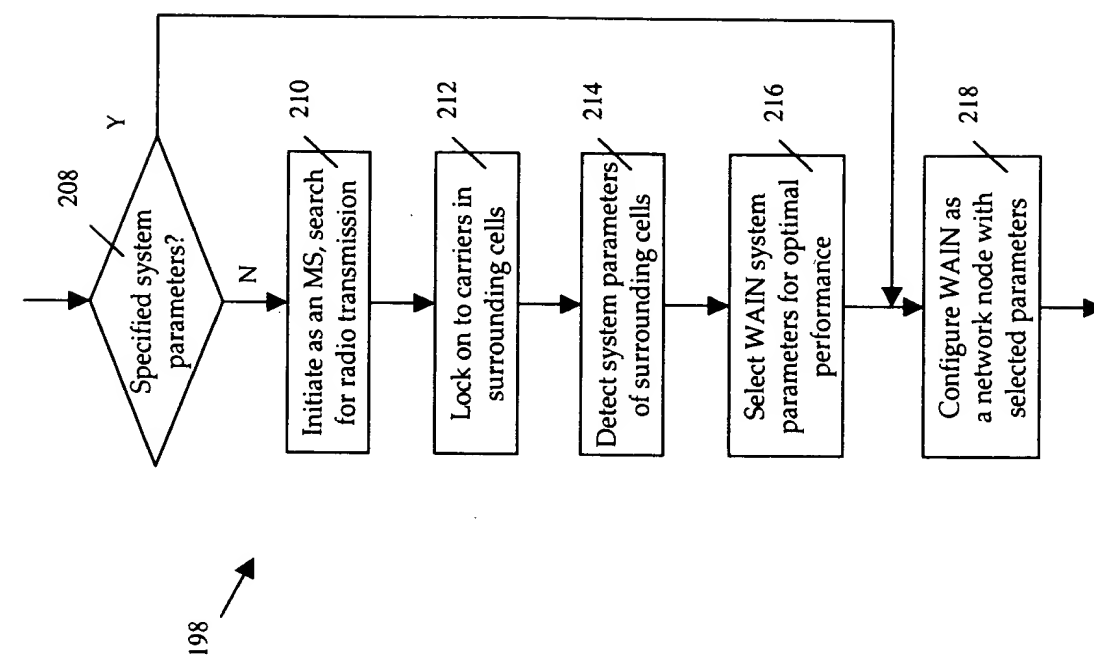 208
Specified system
parameters?
Y
N
210
Initiate as an MS, search
for radio transmission
212
Lock on to carriers in
surrounding cells
214
Detect system parameters
of surrounding cells
216
Select WAIN system
parameters for optimal
performance
218
Configure WAIN as
a network node with
selected parameters
198